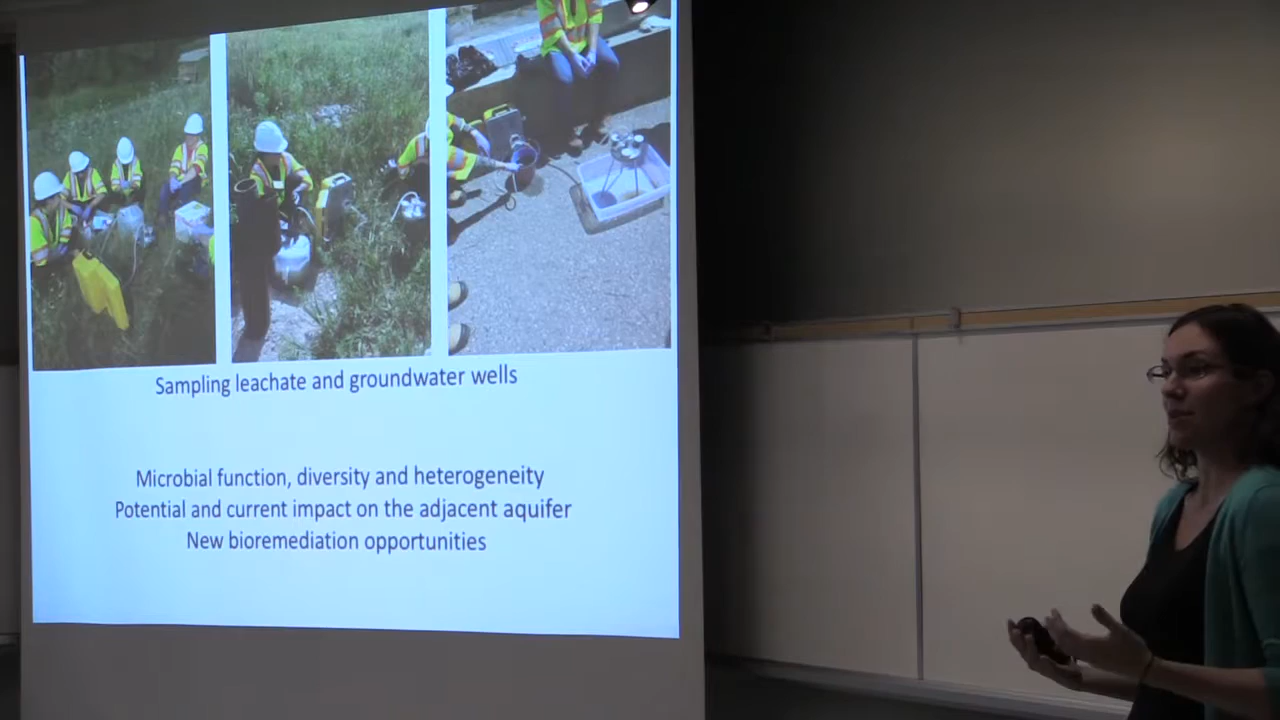 Sampling leachate and groundwater wells
Microbial function, diversity and heterogeneity
Potential and current impact on the adjacent aquifer
New bioremediation opportunities